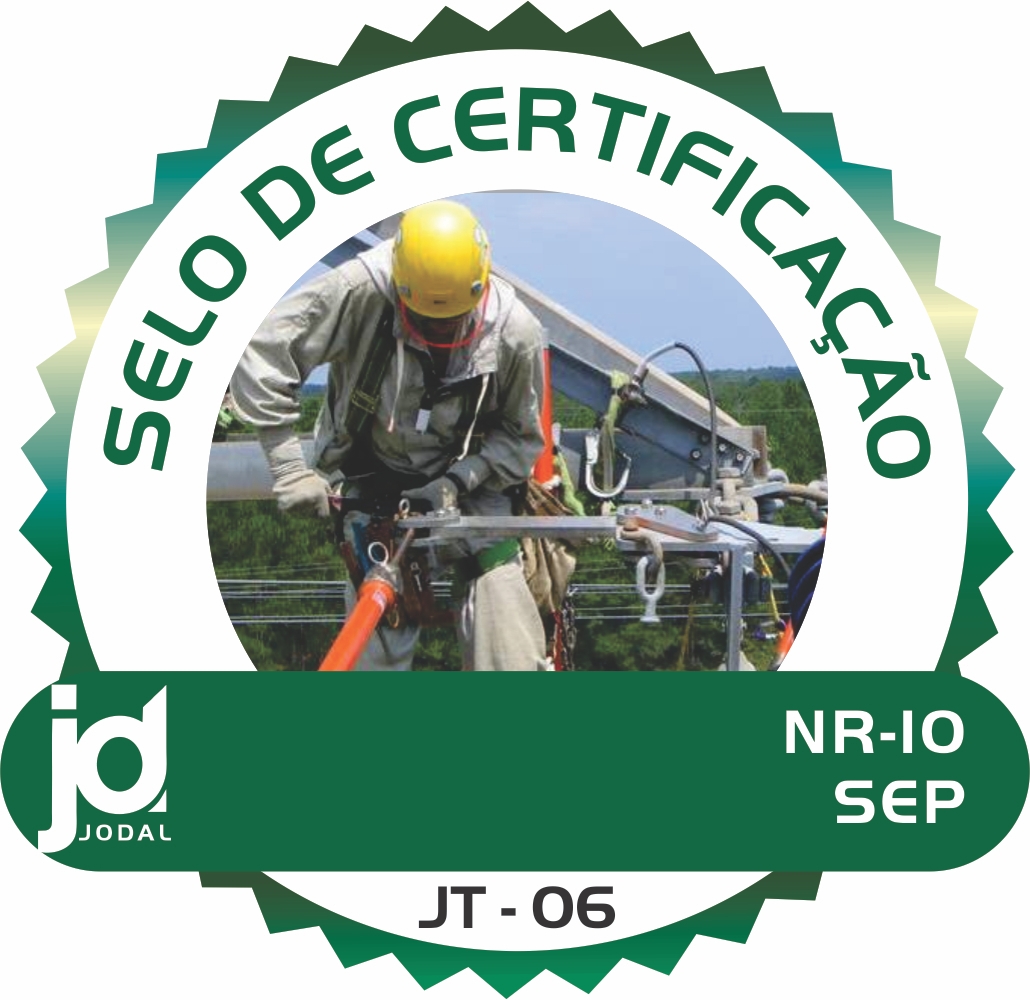 SELO DE CERTIFICAÇÃO
jd
JODAL
NR-10
SEP
JT - 06